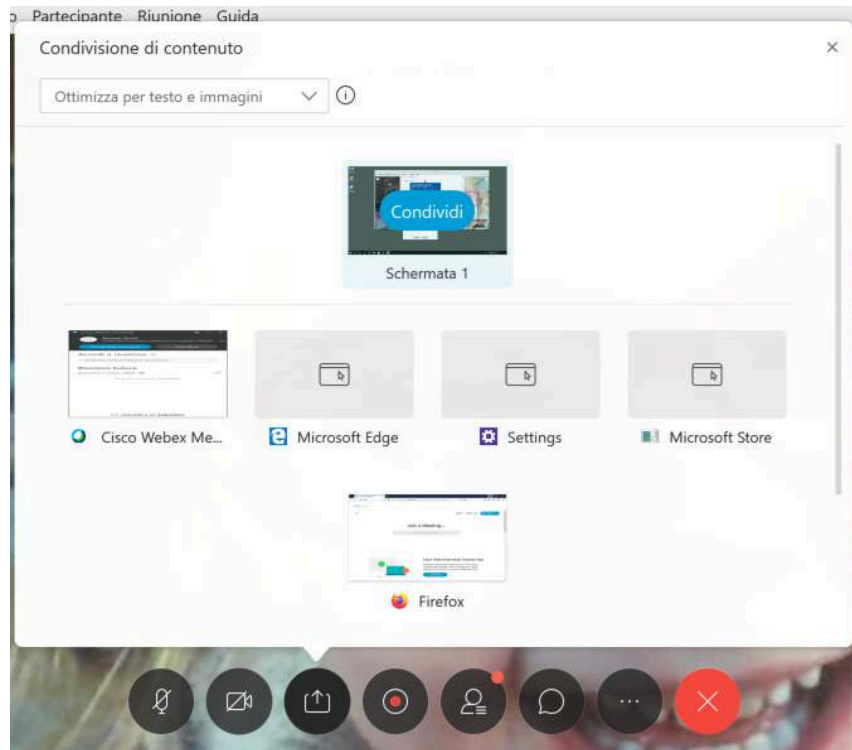 Partecipante Riunione Guida
Condivisione di contenuto
Ottimizza per testo e immagini
Condividi
Schermata 1
Cisco Webex Me...
Microsoft Edge
Settings
Microsoft Store
Firefox